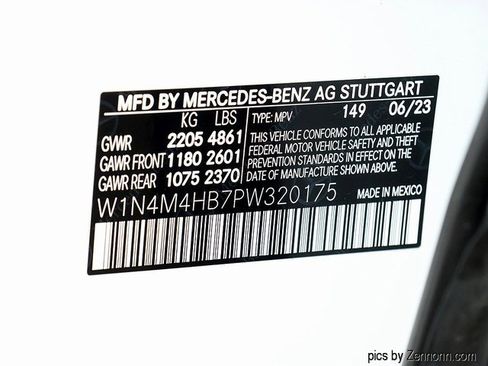 MFD BY MERCEDES-BENZ AG STUTTGART
KG LBS TYPE: MPV 149 06/23
GVWR 2205 4861 THIS VEHICLE CONFORMS TO ALL APPLICABLE
GAWR FRONT 1180 2601 FEDERAL MOTOR VEHICLE SAFETY AND THEFT
GAWR REAR 1075 2370 PREVENTION STANDARDS IN EFFECT ON THE
DATE OF MANUFACTURE SHOWN ABOVE.
W1N4M4HB7PW320175 MADE IN MEXICO
pics by Zennorin.com